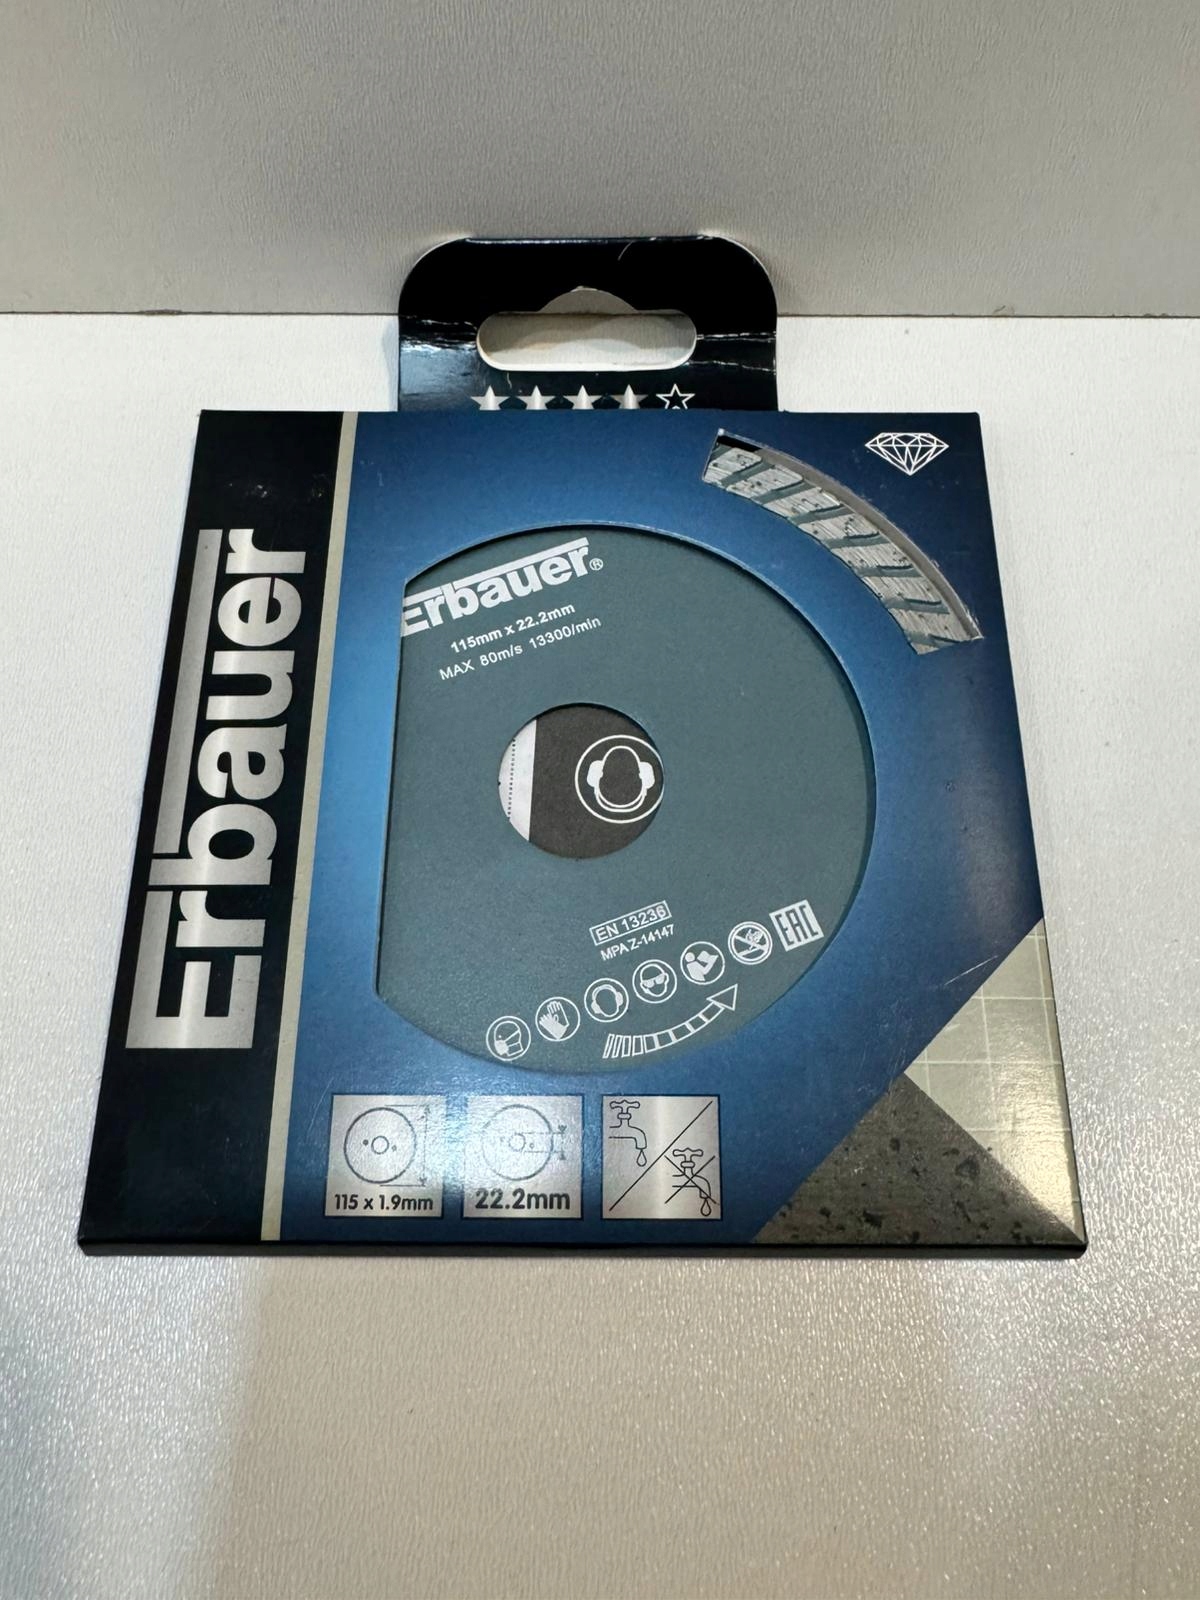 Erbauer
Erbauer®
115mm x 22.2mm
MAX 80m/s 13300/min
EN 13236
MPA Z-14147
EAC
115 x 1.9mm
22.2mm